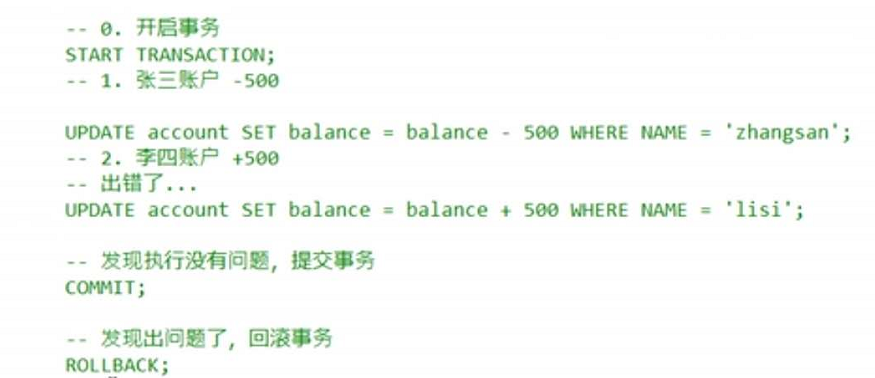 -- 0. 开启事务
START TRANSACTION;
-- 1. 张三账户 -500
UPDATE account SET balance = balance - 500 WHERE NAME = 'zhangsan';
-- 2. 李四账户 +500
-- 出错了...
UPDATE account SET balance = balance + 500 WHERE NAME = 'lisi';
-- 发现执行没有问题，提交事务
COMMIT;
-- 发现出问题了，回滚事务
ROLLBACK;